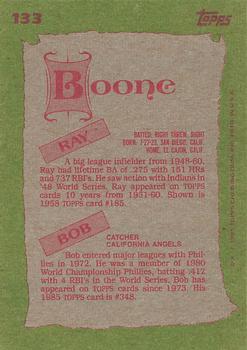 133
Topps
Boone
RAY
BATTED: RIGHT THREW: RIGHT
BORN: 7-27-23, SAN DIEGO, CALIF.
HOME: EL CAJON, CALIF.
A big league infielder from 1948-60,
Ray had lifetime BA of .275 with 151 HRs
and 737 RBI's. He saw action with Indians in
'48 World Series. Ray appeared on TOPPS
cards 10 years from 1951-60. Shown is
1958 TOPPS card #185.
BOB
CATCHER
CALIFORNIA ANGELS
Bob entered major leagues with Phil-
lies in 1972. He was a member of
1980 World Championship Phillies, batting .412
with 4 RBI's in the World Series. Bob has
appeared on TOPPS cards since 1973. His
1985 TOPPS card is #348.